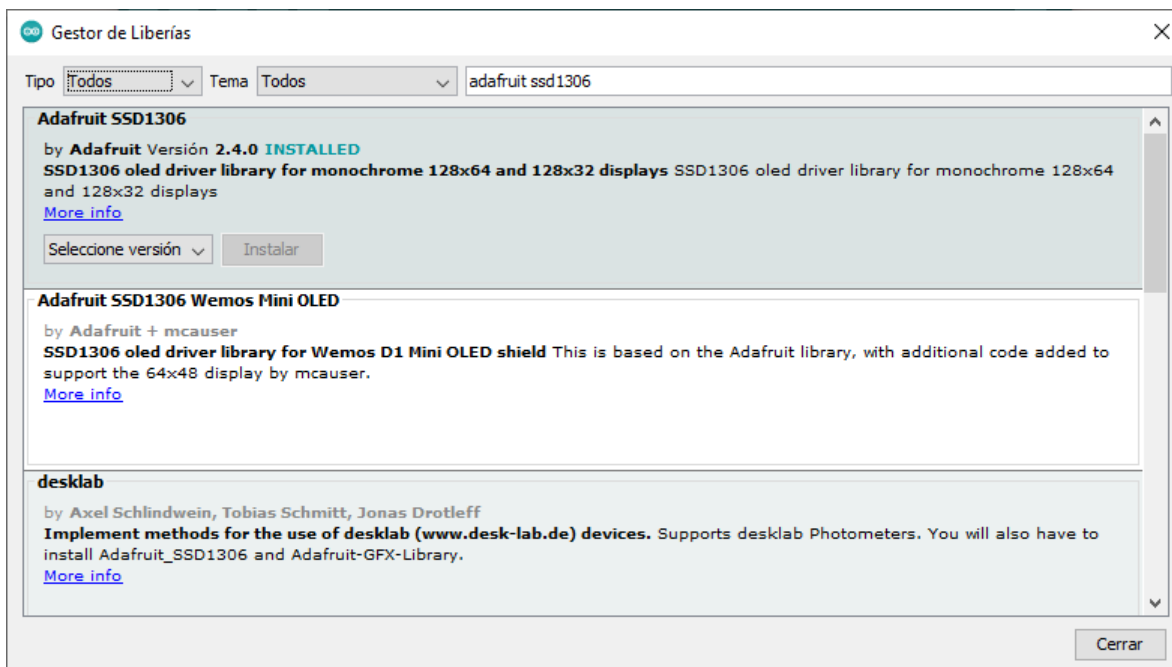 Gestor de Liberías
Tipo Todos Tema Todos adafruit ssd1306
Adafruit SSD1306
by Adafruit Versión 2.4.0 INSTALLED
SSD1306 oled driver library for monochrome 128x64 and 128x32 displays SSD1306 oled driver library for monochrome 128x64
and 128x32 displays
More info
Seleccione versión Instalar
Adafruit SSD1306 Wemos Mini OLED
by Adafruit + mcauser
SSD1306 oled driver library for Wemos D1 Mini OLED shield This is based on the Adafruit library, with additional code added to
support the 64x48 display by mcauser.
More info
desklab
by Axel Schlindwein, Tobias Schmitt, Jonas Drotleff
Implement methods for the use of desklab (www.desk-lab.de) devices. Supports desklab Photometers. You will also have to
install Adafruit_SSD1306 and Adafruit-GFX-Library.
More info
Cerrar